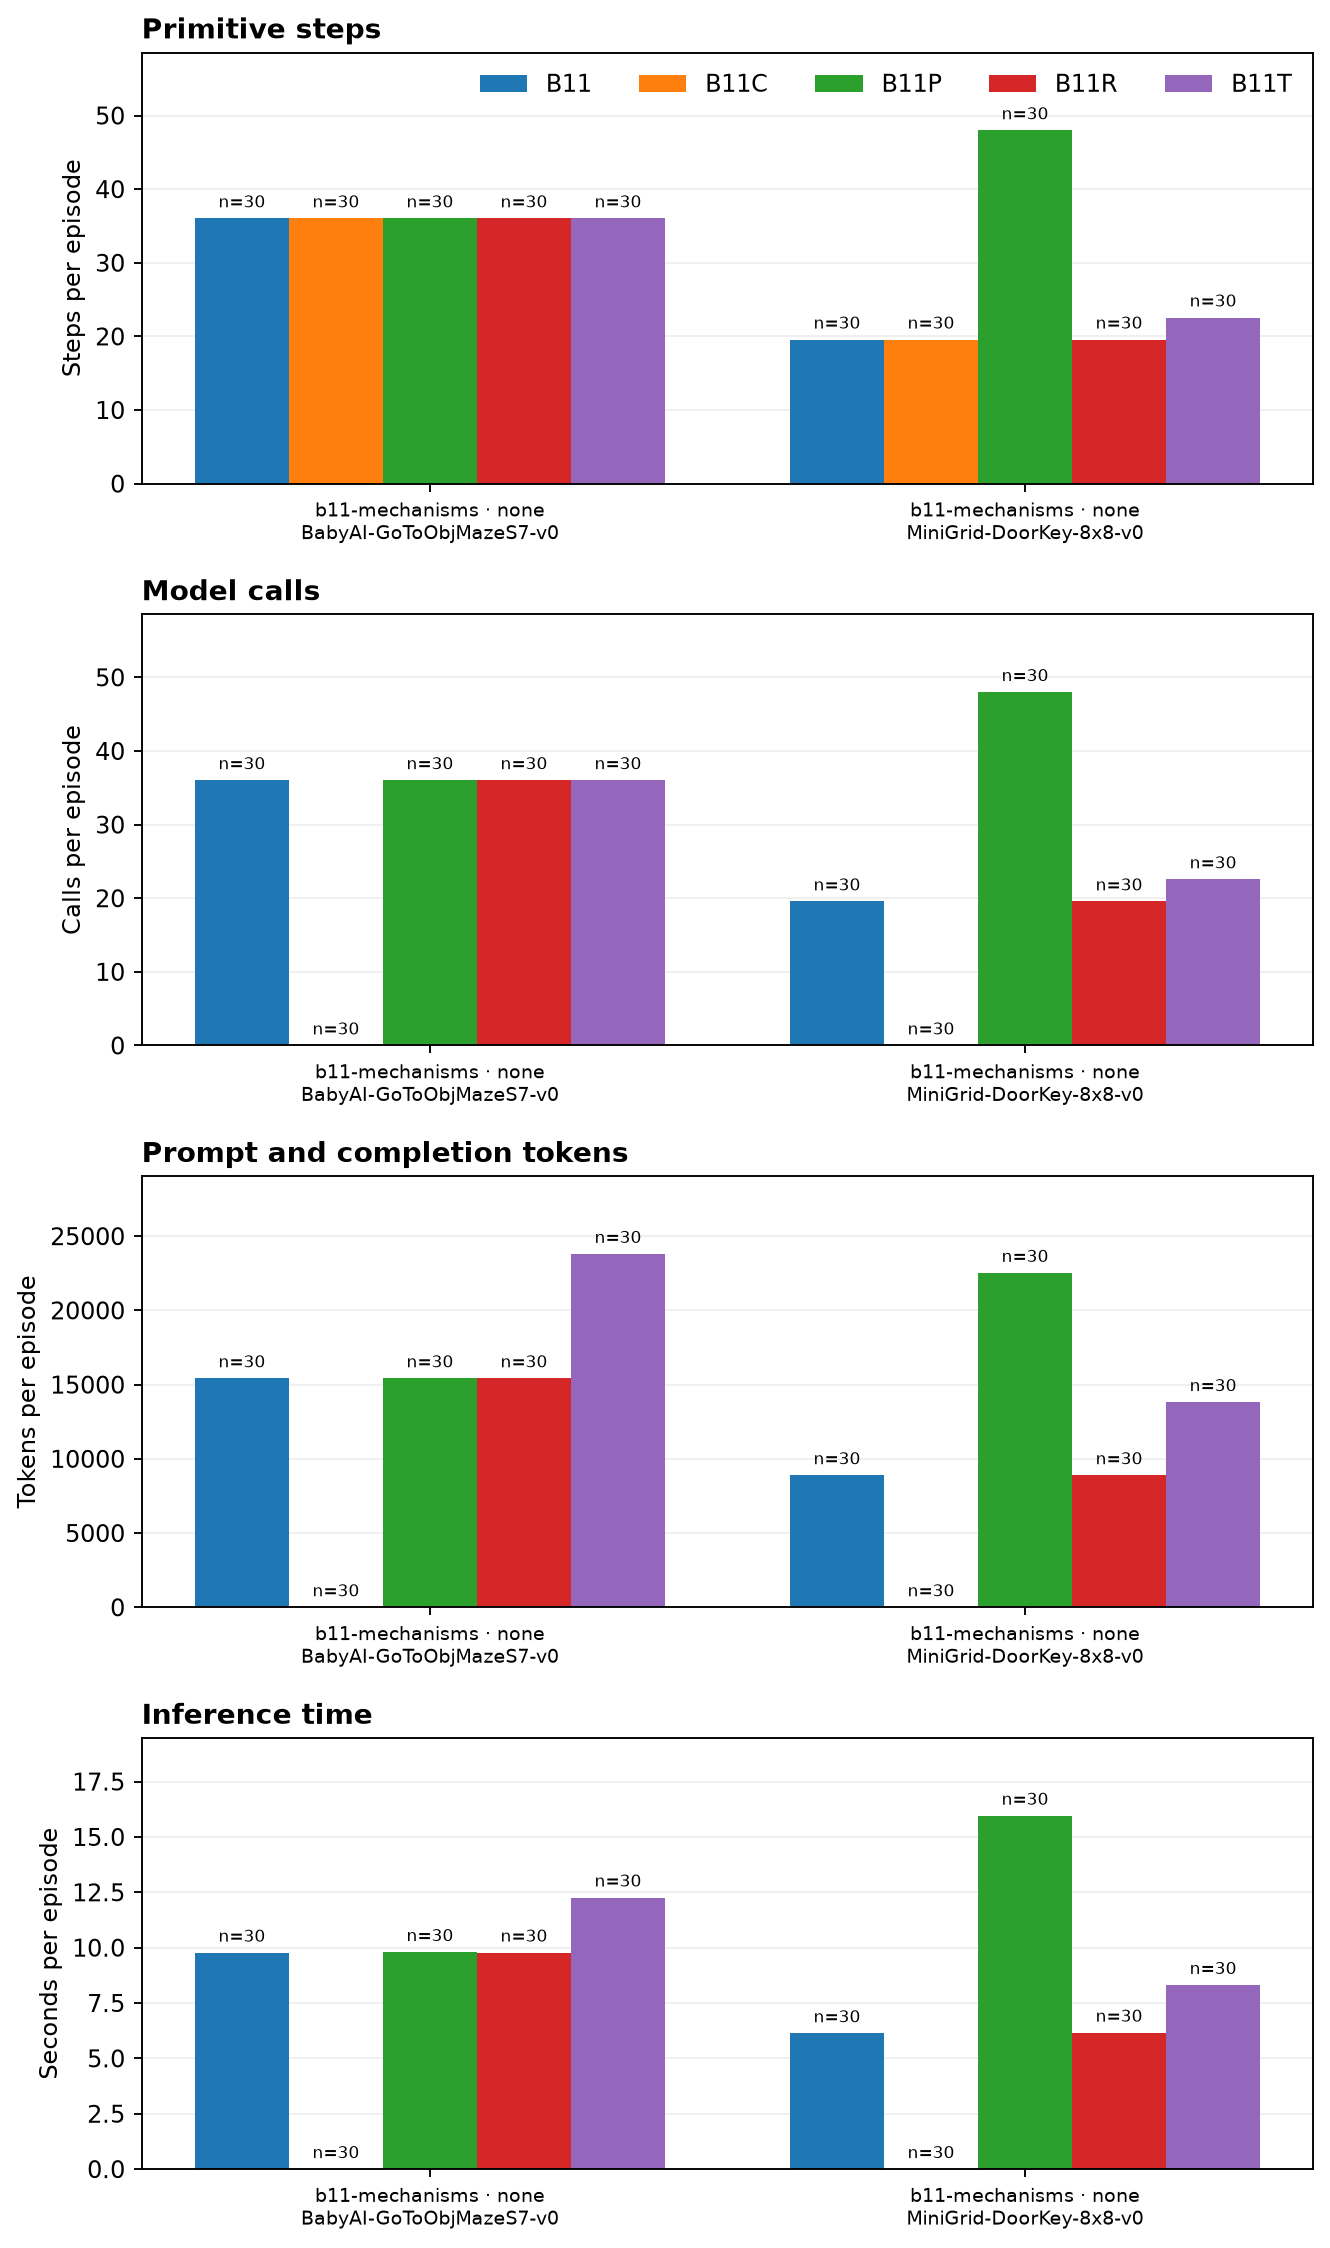 Primitive steps
B11 B11C B11P B11R B11T
Steps per episode
50
40
30
20
10
0
n=30 n=30 n=30 n=30 n=30 n=30 n=30 n=30 n=30 n=30
b11-mechanisms · none
BabyAI-GoToObjMazeS7-v0
b11-mechanisms · none
MiniGrid-DoorKey-8x8-v0
Model calls
Calls per episode
50
40
30
20
10
0
n=30 n=30 n=30 n=30 n=30 n=30 n=30 n=30 n=30 n=30
b11-mechanisms · none
BabyAI-GoToObjMazeS7-v0
b11-mechanisms · none
MiniGrid-DoorKey-8x8-v0
Prompt and completion tokens
Tokens per episode
25000
20000
15000
10000
5000
0
n=30 n=30 n=30 n=30 n=30 n=30 n=30 n=30 n=30 n=30
b11-mechanisms · none
BabyAI-GoToObjMazeS7-v0
b11-mechanisms · none
MiniGrid-DoorKey-8x8-v0
Inference time
Seconds per episode
17.5
15.0
12.5
10.0
7.5
5.0
2.5
0.0
n=30 n=30 n=30 n=30 n=30 n=30 n=30 n=30 n=30 n=30
b11-mechanisms · none
BabyAI-GoToObjMazeS7-v0
b11-mechanisms · none
MiniGrid-DoorKey-8x8-v0